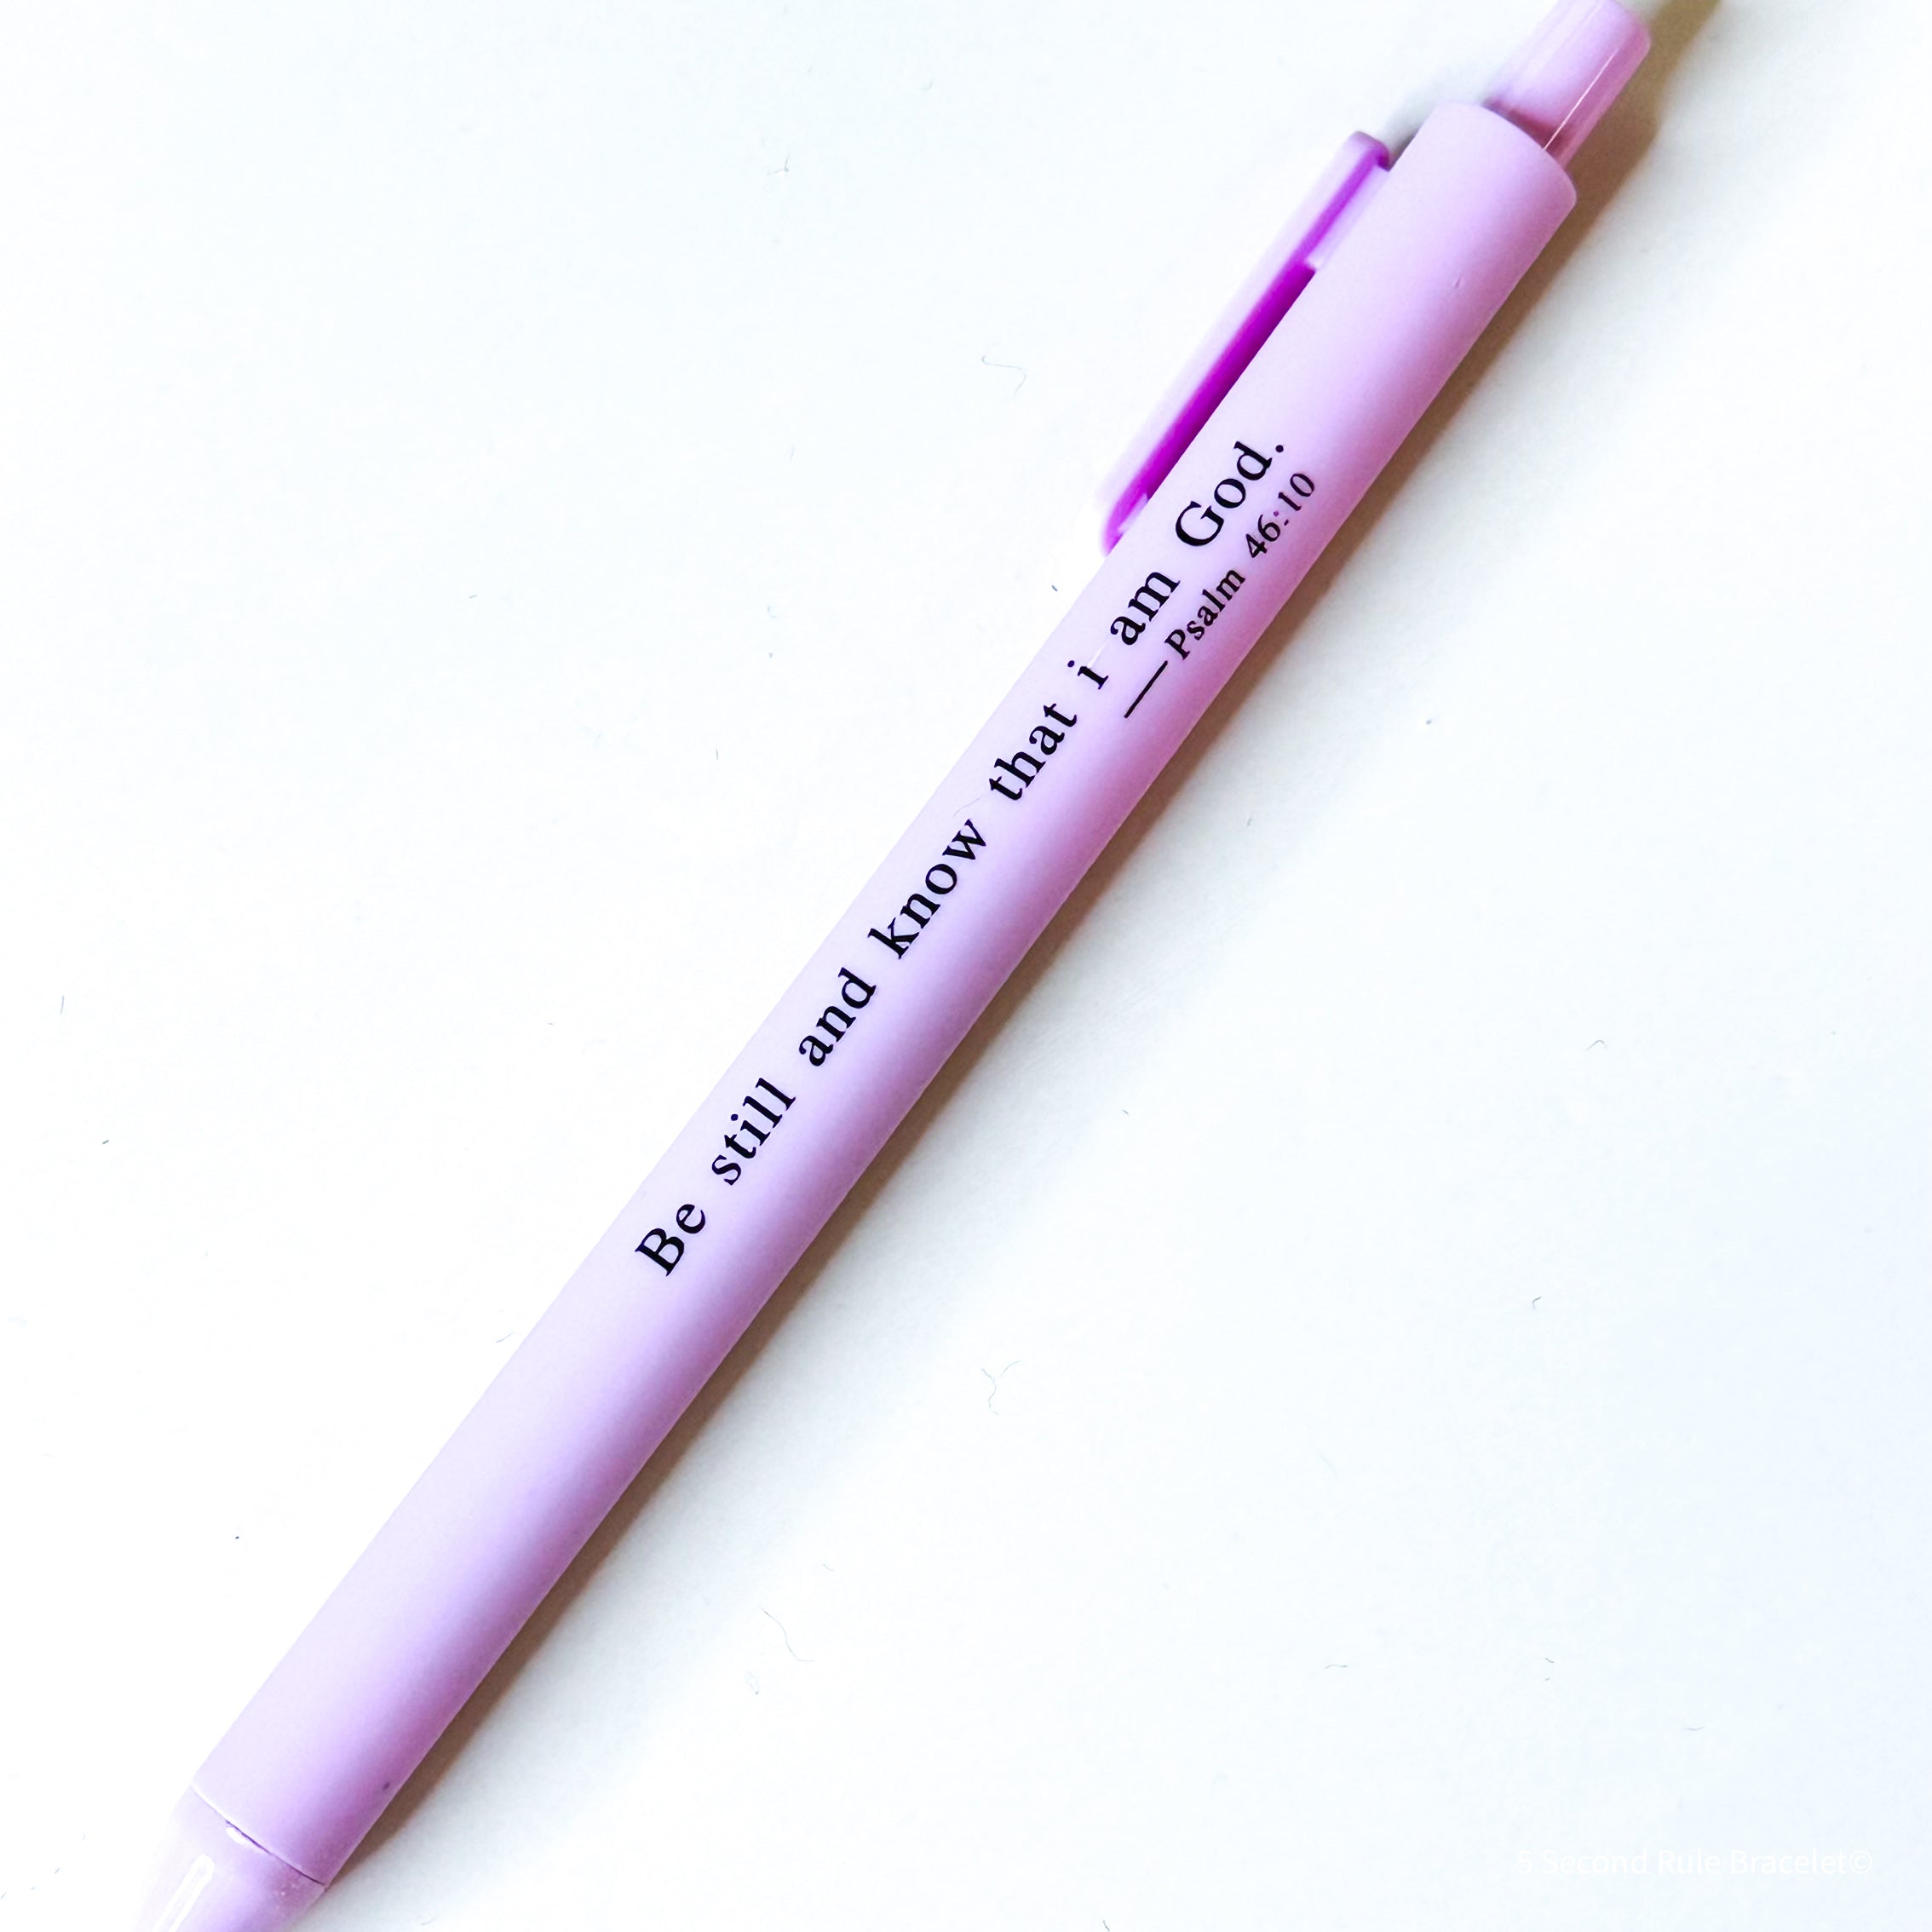 Be still and know that i am God.
— Psalm 46:10
5 Second Rule Bracelet©